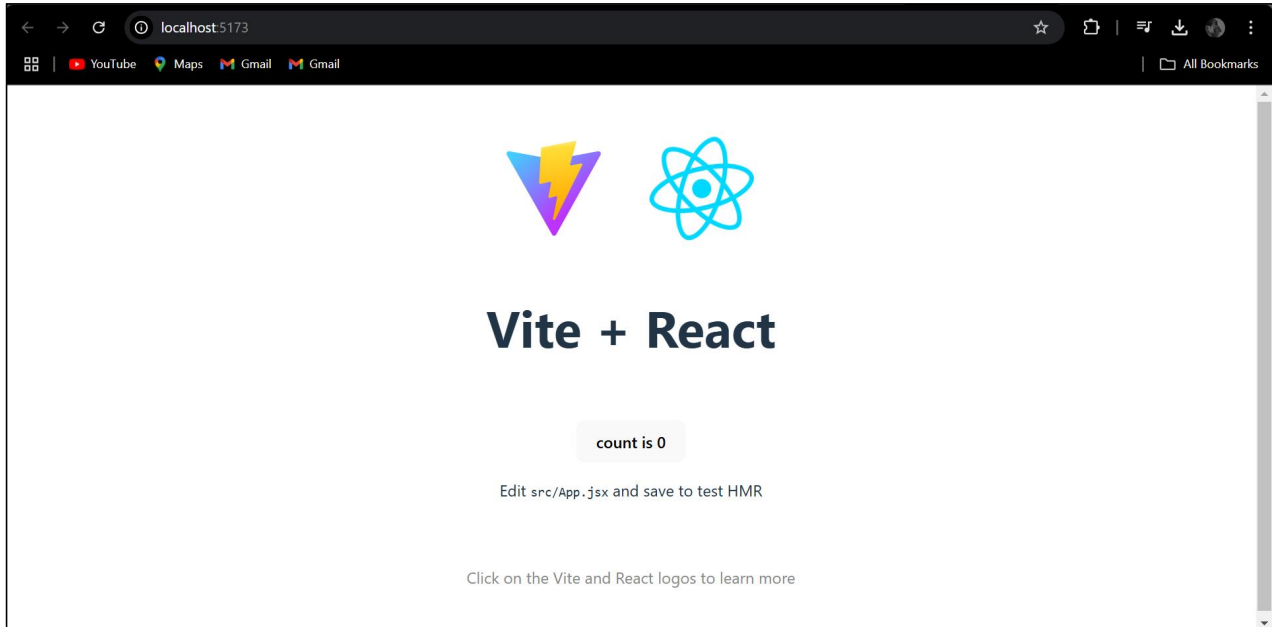 localhost:5173
YouTube Maps Gmail Gmail All Bookmarks
Vite + React
count is 0
Edit src/App.jsx and save to test HMR
Click on the Vite and React logos to learn more